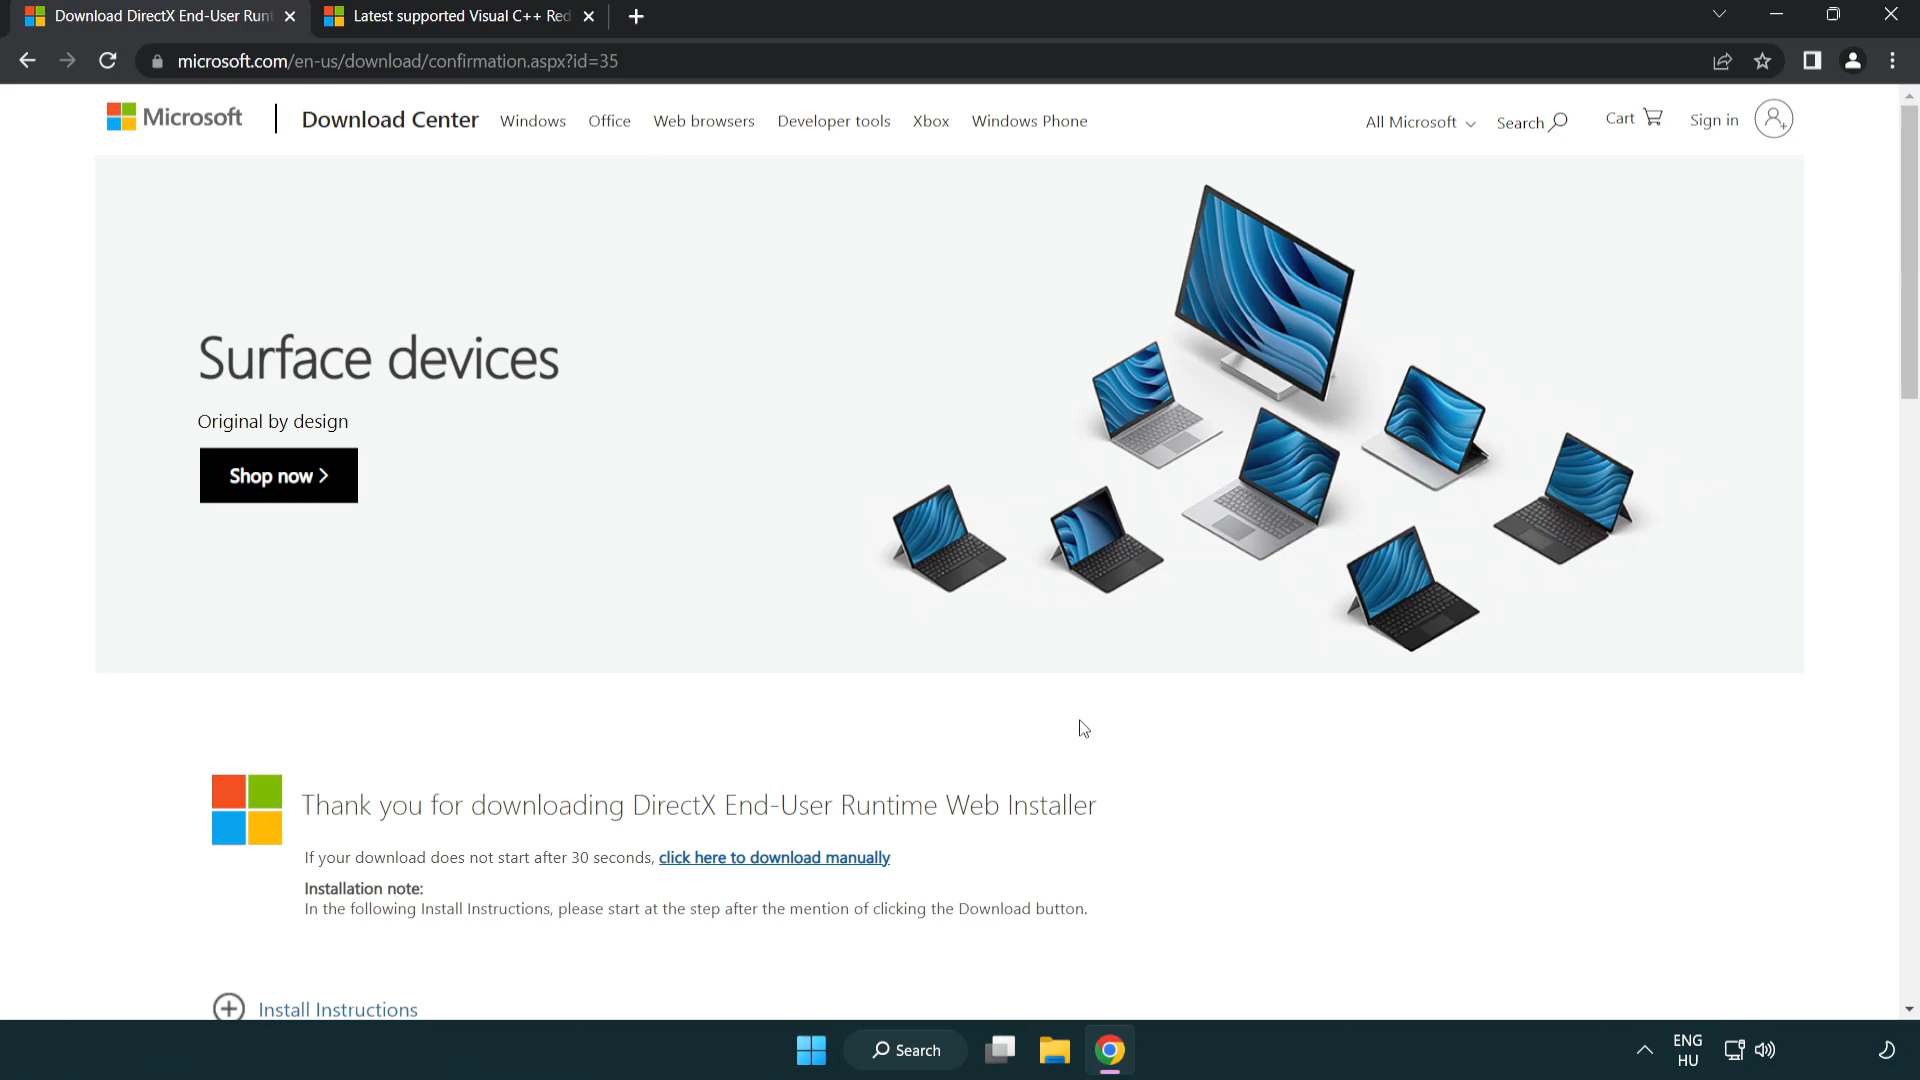 Download DirectX End-User Runt
Latest supported Visual C++ Red
microsoft.com/en-us/download/confirmation.aspx?id=35
Microsoft
Download Center
Windows
Office
Web browsers
Developer tools
Xbox
Windows Phone
All Microsoft
Search
Cart
Sign in
Surface devices
Original by design
Shop now
Thank you for downloading DirectX End-User Runtime Web Installer
If your download does not start after 30 seconds, click here to download manually
Installation note:
In the following Install Instructions, please start at the step after the mention of clicking the Download button.
Install Instructions
Search
ENG
HU